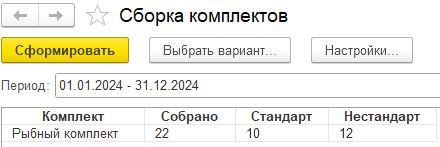 Сборка комплектов
Сформировать Выбрать вариант... Настройки...
Период: 01.01.2024 - 31.12.2024
Комплект Собрано Стандарт Нестандарт
Рыбный комплект 22 10 12